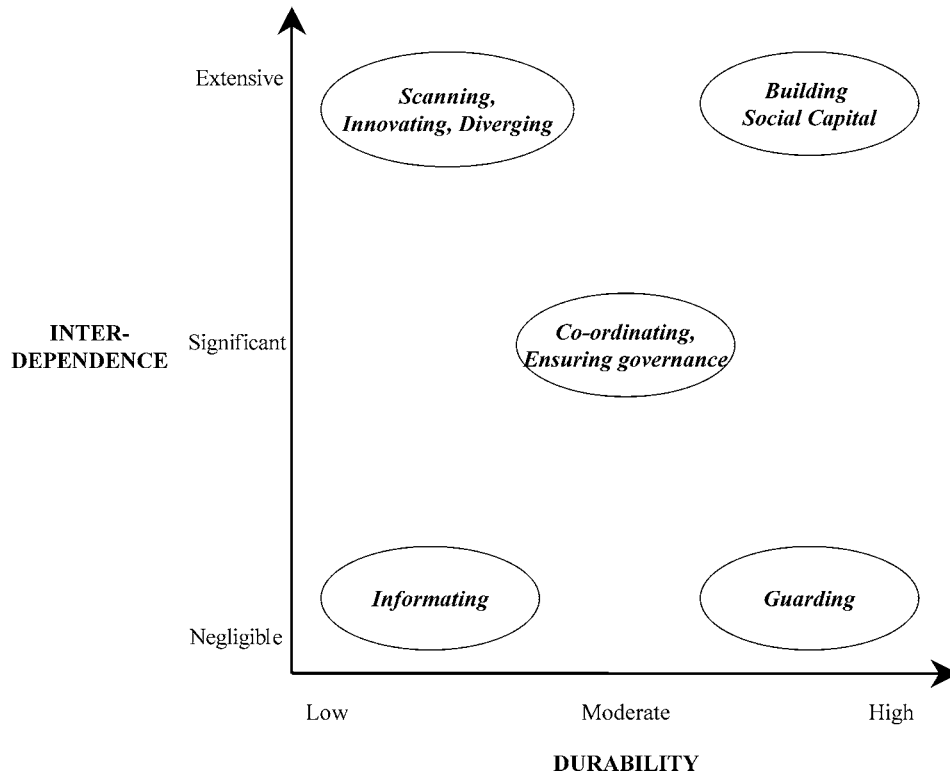 Extensive
Scanning,
Innovating, Diverging
Building
Social Capital
INTER-
DEPENDENCE
Significant
Co-ordinating,
Ensuring governance
Informating
Guarding
Negligible
Low
Moderate
High
DURABILITY